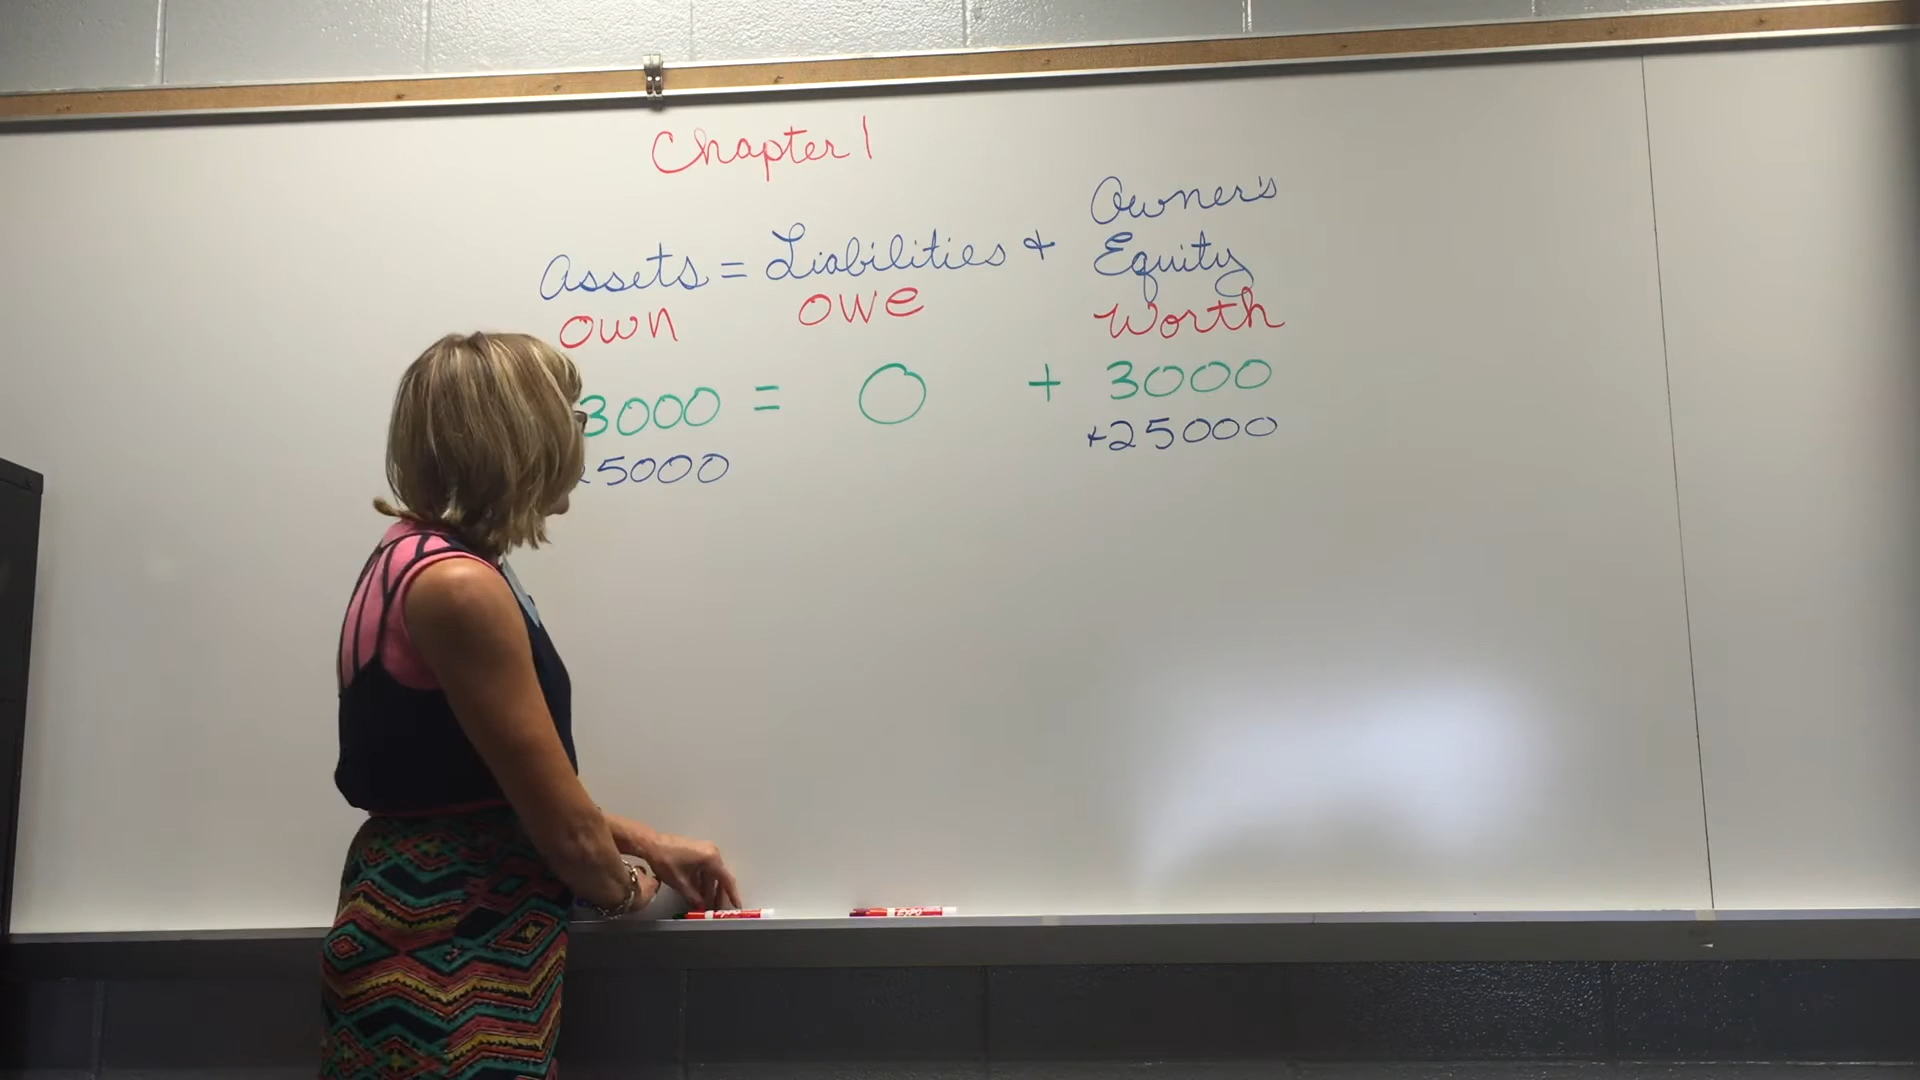 Chapter 1
Owner's
Assets = Liabilities + Equity
own owe Worth
3000 = 0 + 3000
5000 +25000